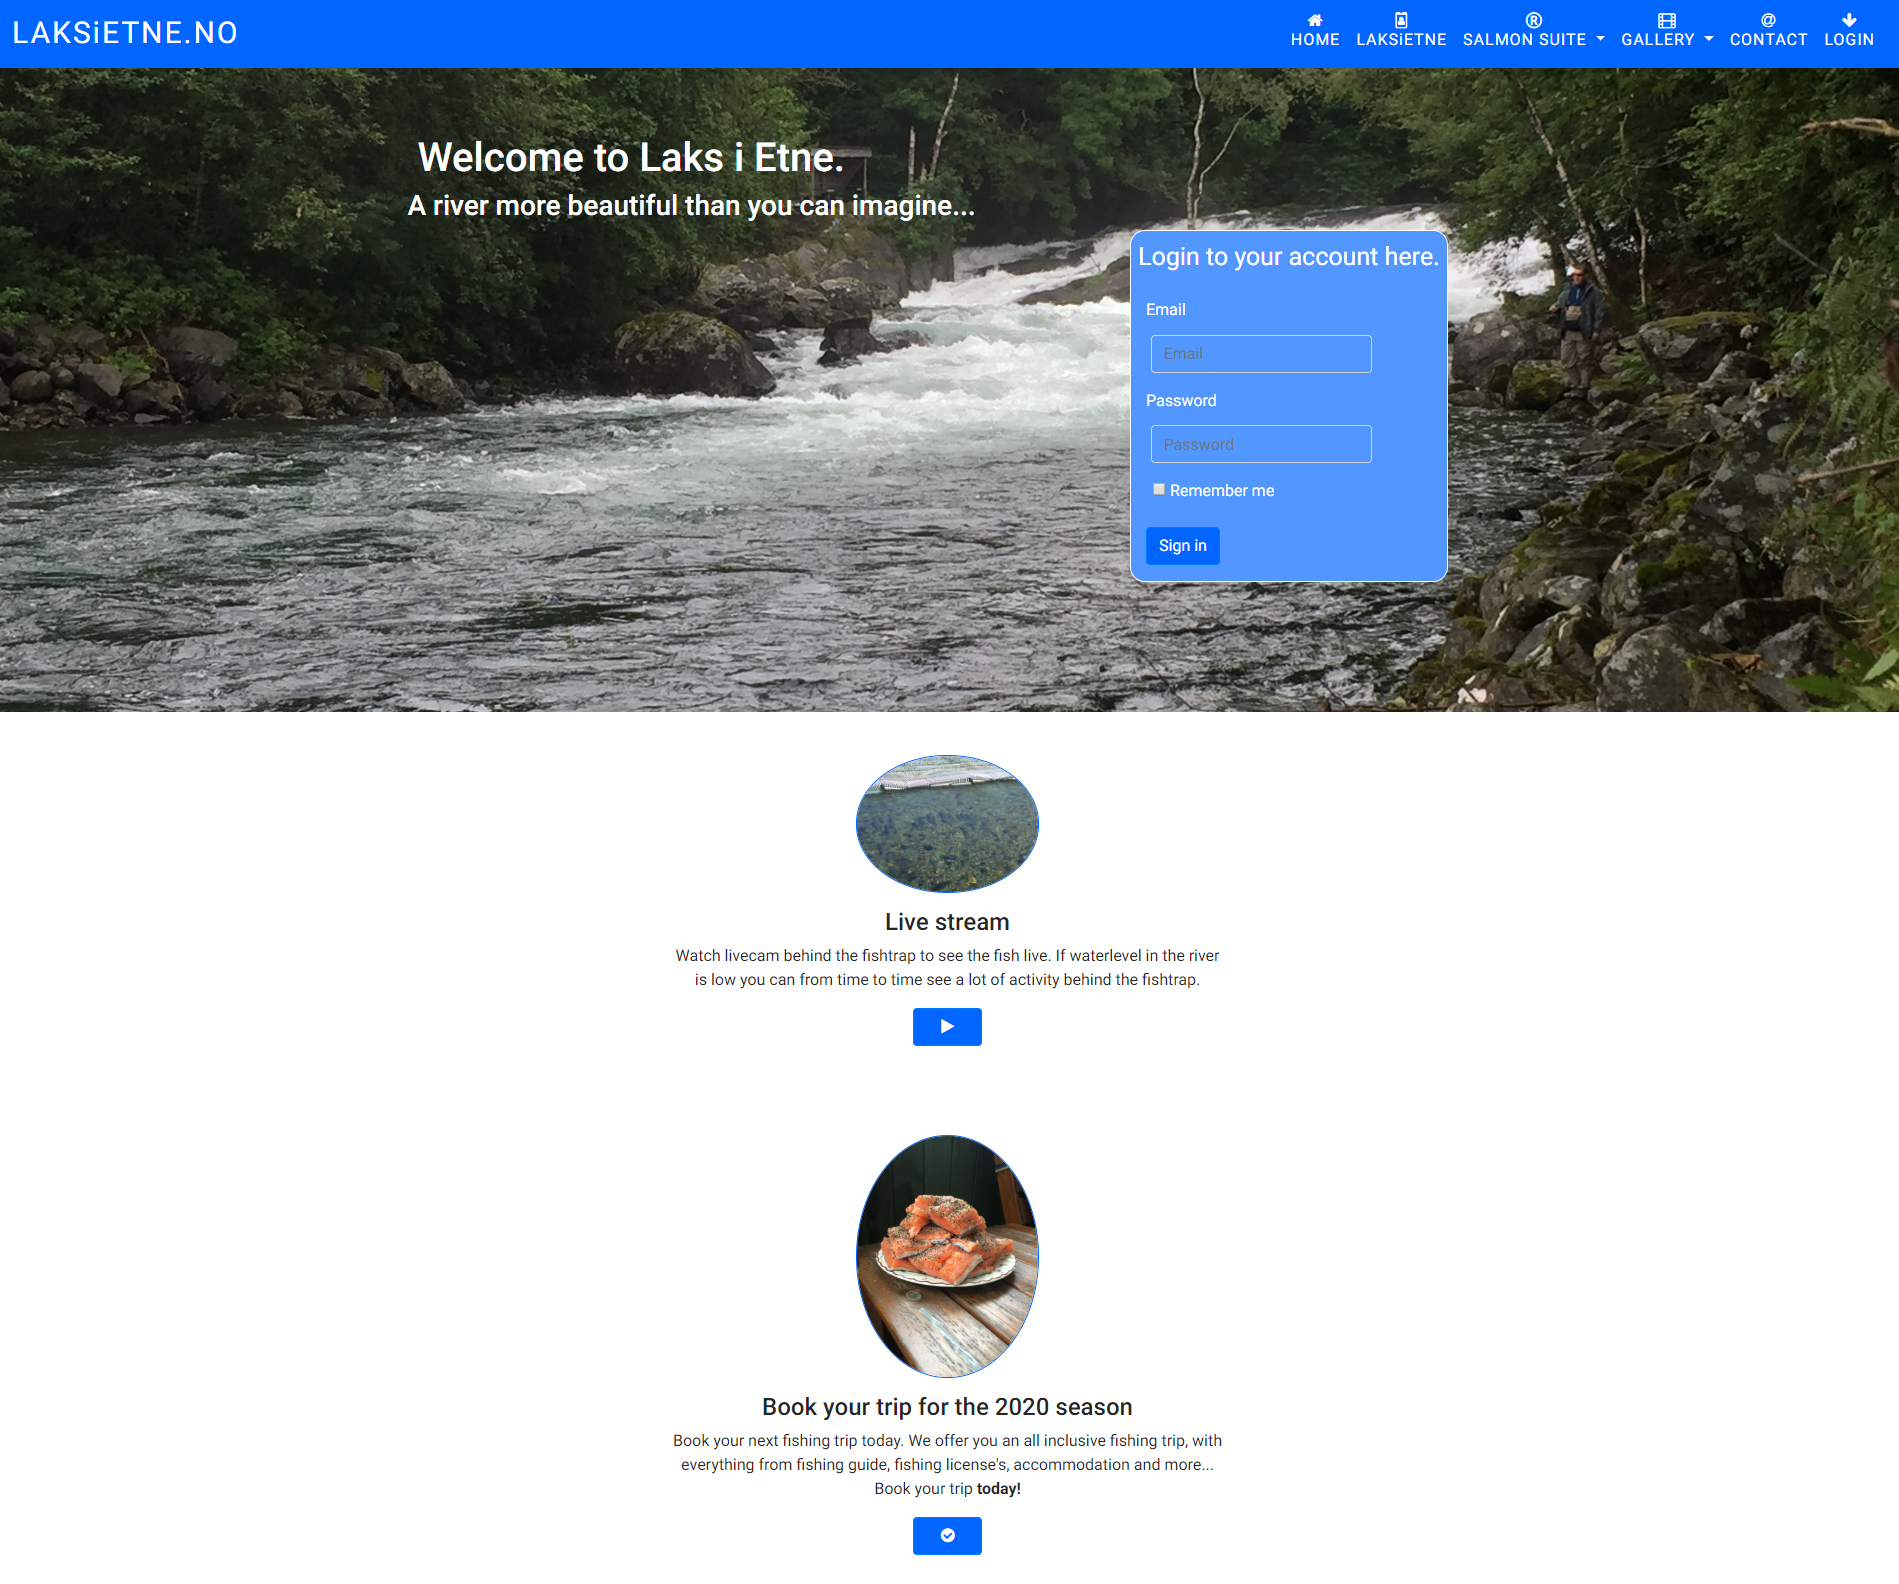 LAKSiETNE.NO
HOME
LAKSiETNE
SALMON SUITE
GALLERY
CONTACT
LOGIN
Welcome to Laks i Etne.
A river more beautiful than you can imagine...
Login to your account here.
Email
Email
Password
Password
Remember me
Sign in
Live stream
Watch livecam behind the fishtrap to see the fish live. If waterlevel in the river
is low you can from time to time see a lot of activity behind the fishtrap.
Book your trip for the 2020 season
Book your next fishing trip today. We offer you an all inclusive fishing trip, with
everything from fishing guide, fishing license's, accommodation and more...
Book your trip today!